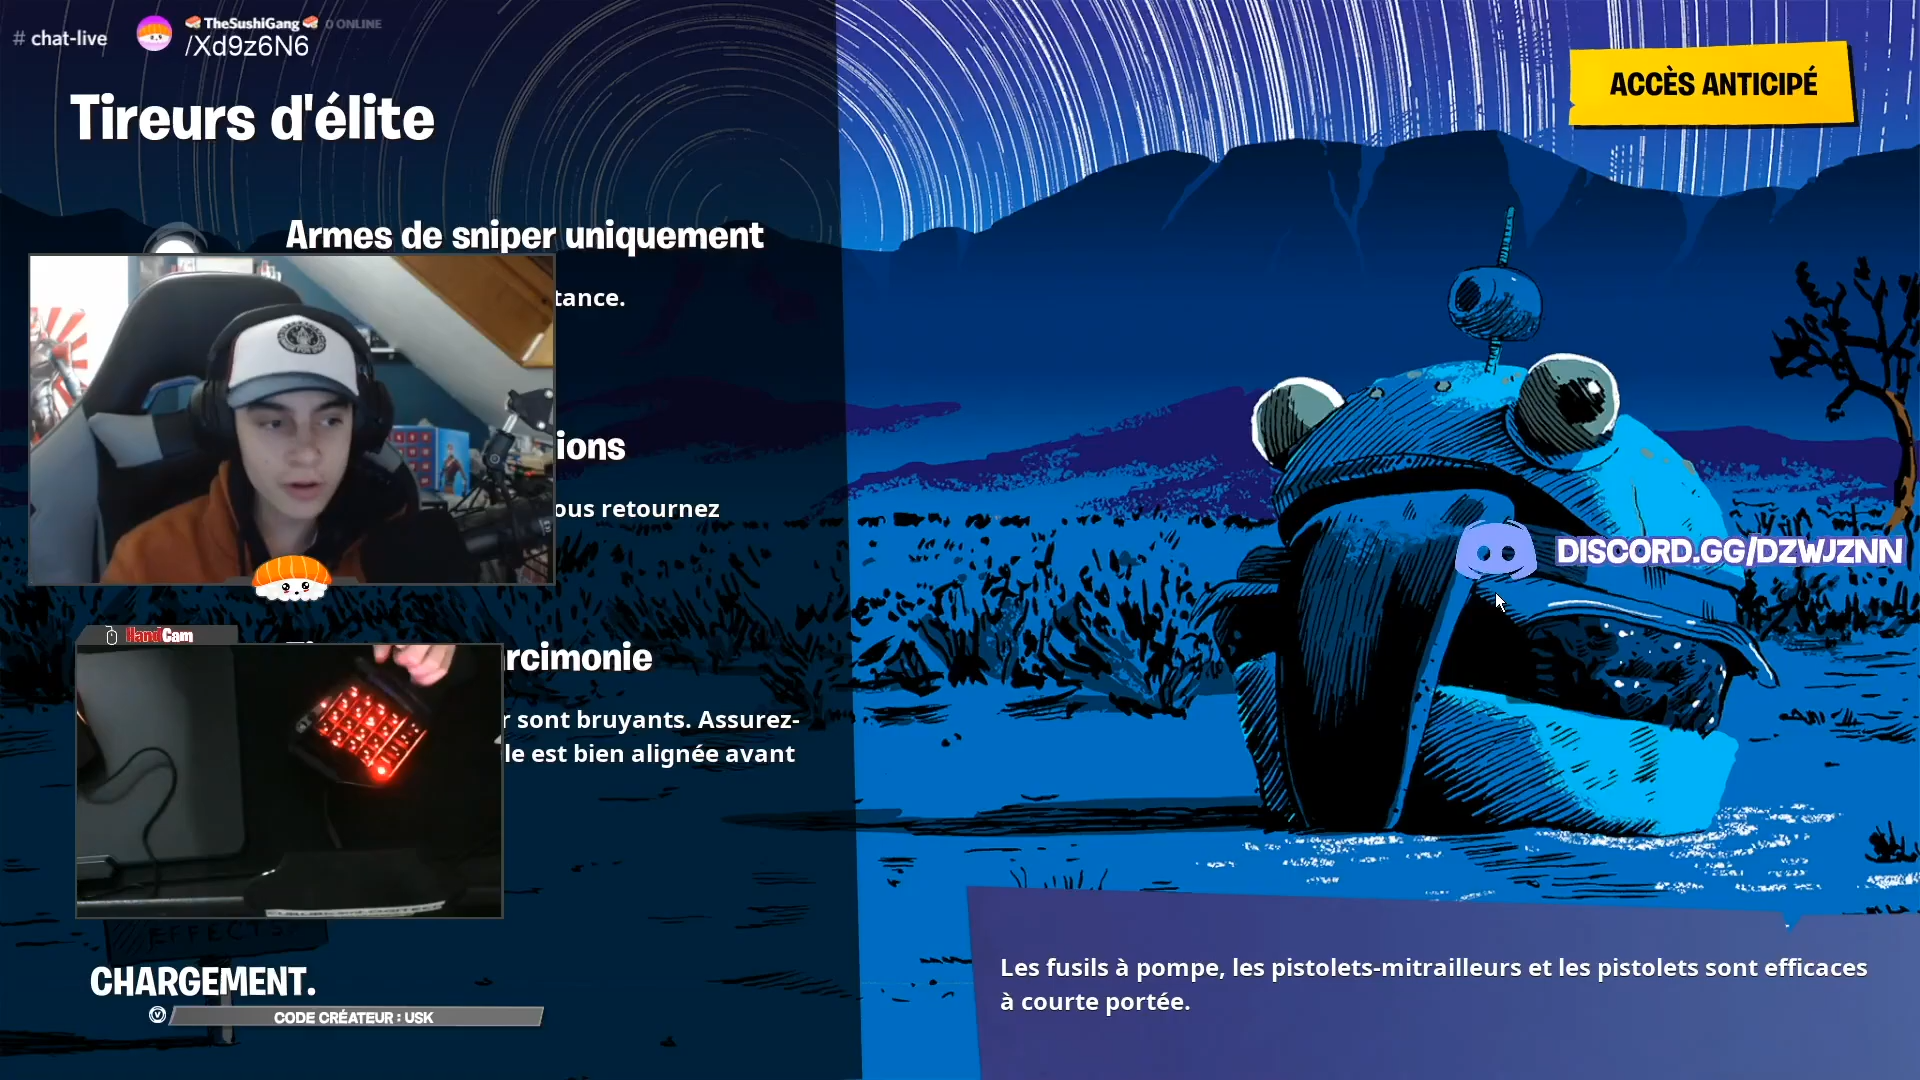 # chat-live
TheSushiGang
0 ONLINE
/Xd9z6N6
Tireurs d'élite
ACCÈS ANTICIPÉ
Armes de sniper uniquement
tance.
ions
ous retournez
DISCORD.GG/DZWJZNN
HandCam
rcimonie
r sont bruyants. Assurez-
le est bien alignée avant
EFFECTS
CHARGEMENT.
CODE CRÉATEUR : USK
Les fusils à pompe, les pistolets-mitrailleurs et les pistolets sont efficaces
à courte portée.